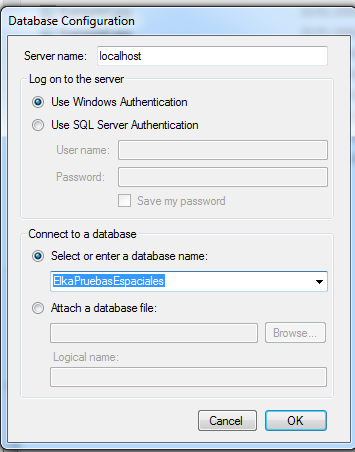 Database Configuration
Server name: localhost
Log on to the server
Use Windows Authentication
Use SQL Server Authentication
User name:
Password:
Save my password
Connect to a database
Select or enter a database name:
ElkaPruebasEspaciales
Attach a database file:
Browse...
Logical name:
Cancel OK